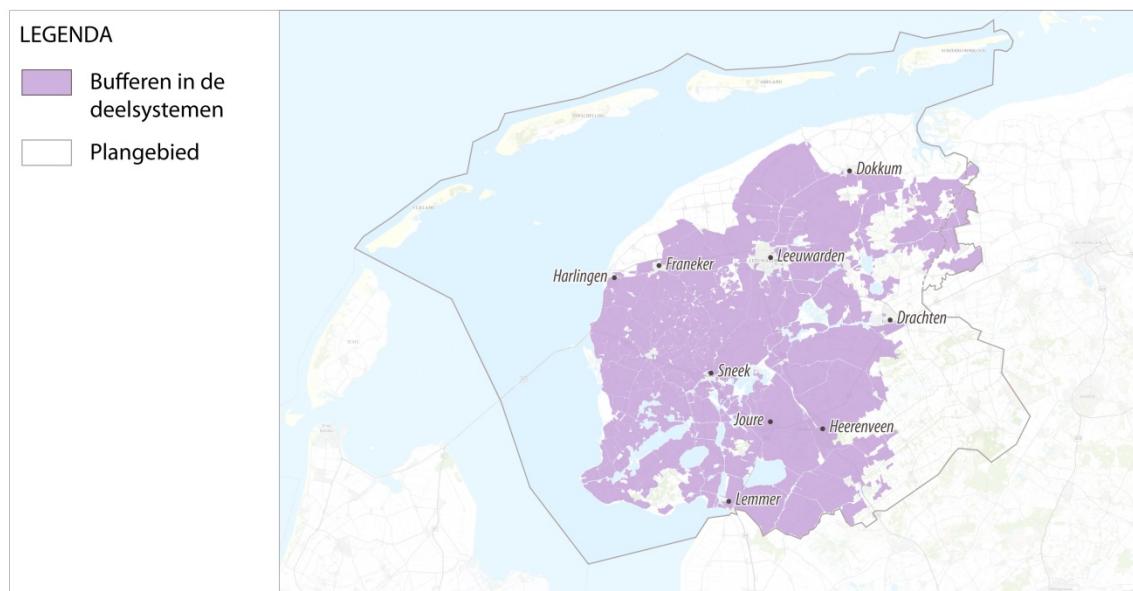 LEGENDA
Bufferen in de
deelsystemen
Plangebied
Dokkum
Leeuwarden
Franeker
Harlingen
Drachten
Sneek
Joure
Heerenveen
Lemmer